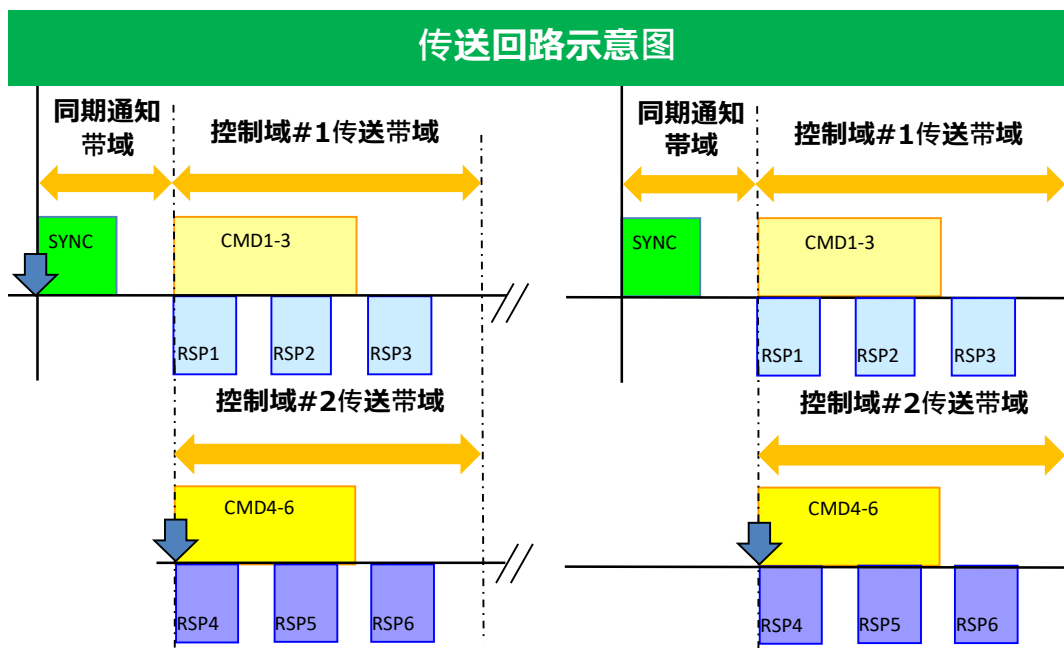 传送回路示意图
同期通知
带域
控制域#1传送带域
SYNC
CMD1-3
RSP1
RSP2
RSP3
控制域#2传送带域
CMD4-6
RSP4
RSP5
RSP6
同期通知
带域
控制域#1传送带域
SYNC
CMD1-3
RSP1
RSP2
RSP3
控制域#2传送带域
CMD4-6
RSP4
RSP5
RSP6